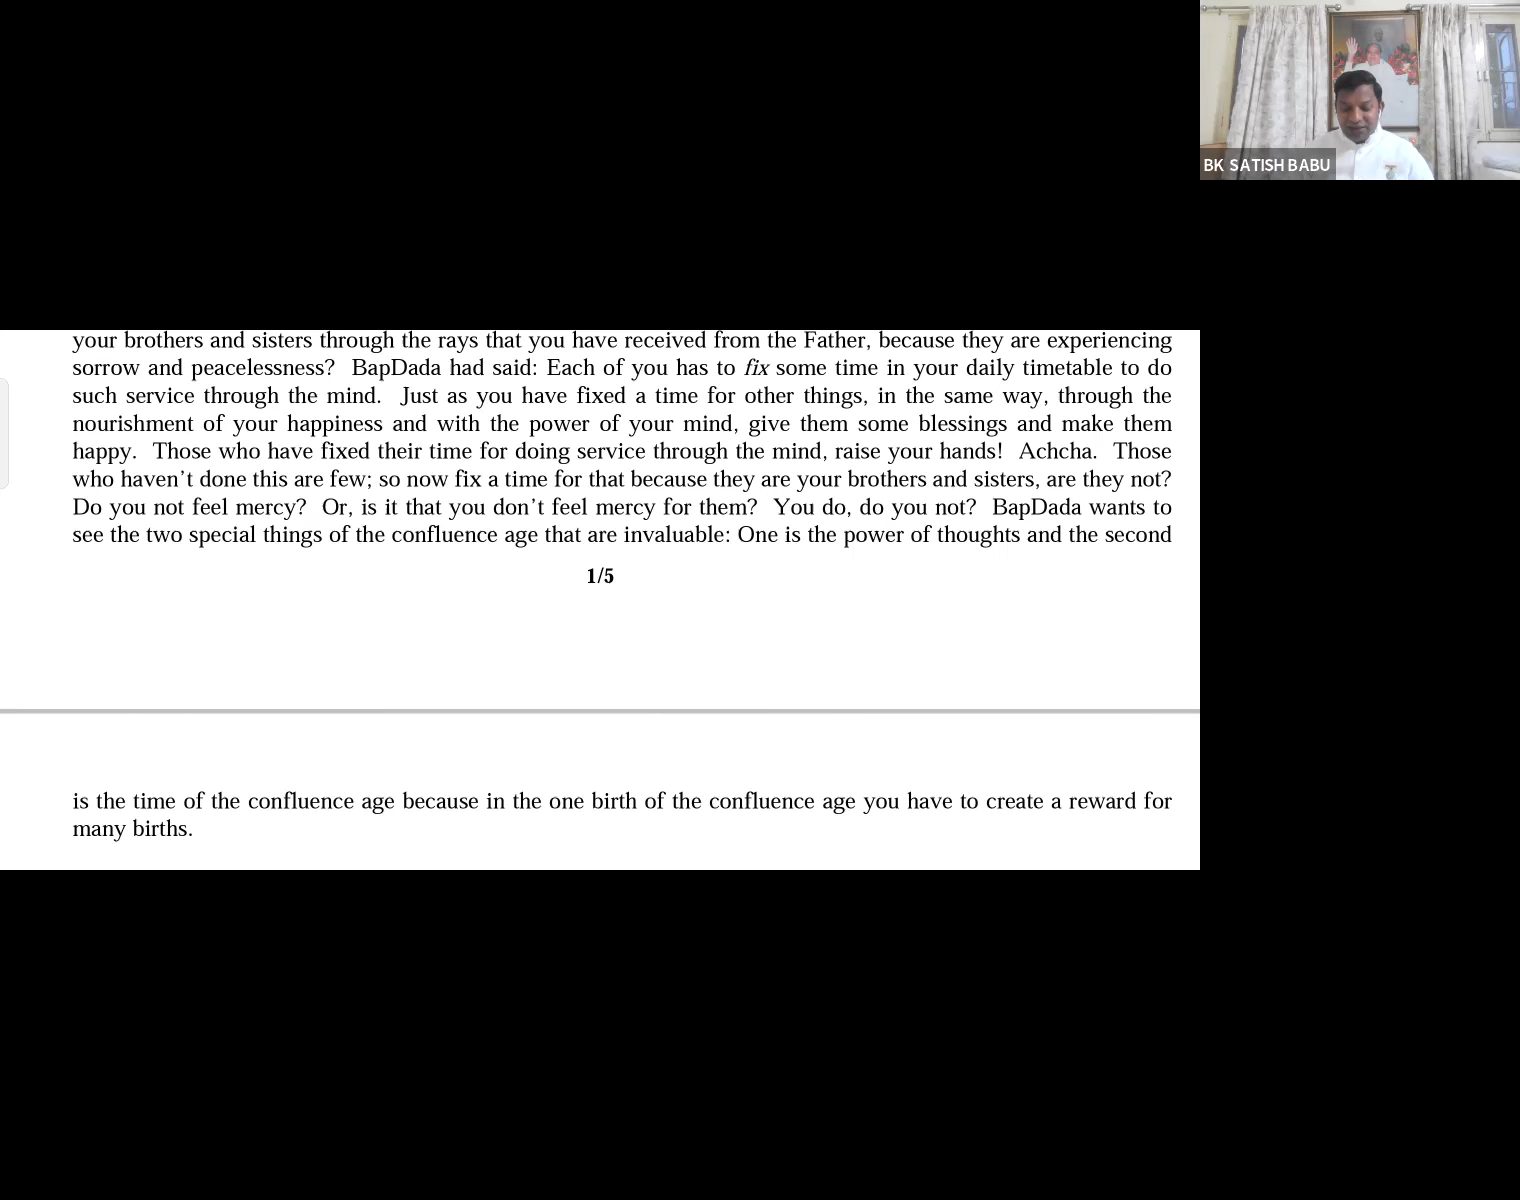 BK SATISH BABU
your brothers and sisters through the rays that you have received from the Father, because they are experiencing
sorrow and peacelessness? BapDada had said: Each of you has to fix some time in your daily timetable to do
such service through the mind. Just as you have fixed a time for other things, in the same way, through the
nourishment of your happiness and with the power of your mind, give them some blessings and make them
happy. Those who have fixed their time for doing service through the mind, raise your hands! Achcha. Those
who haven’t done this are few; so now fix a time for that because they are your brothers and sisters, are they not?
Do you not feel mercy? Or, is it that you don’t feel mercy for them? You do, do you not? BapDada wants to
see the two special things of the confluence age that are invaluable: One is the power of thoughts and the second
1/5
is the time of the confluence age because in the one birth of the confluence age you have to create a reward for
many births.